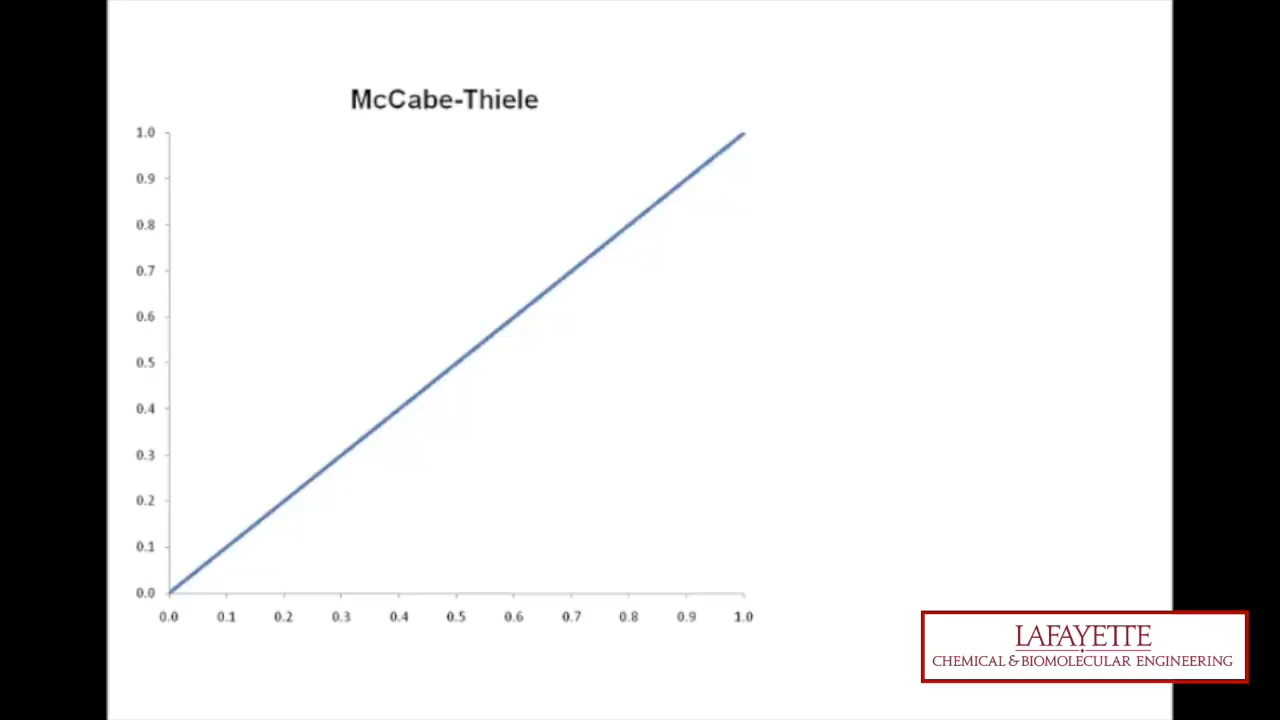 McCabe-Thiele
1.0
0.9
0.8
0.7
0.6
0.5
0.4
0.3
0.2
0.1
0.0
0.0 0.1 0.2 0.3 0.4 0.5 0.6 0.7 0.8 0.9 1.0
LAFAYETTE
CHEMICAL & BIOMOLECULAR ENGINEERING